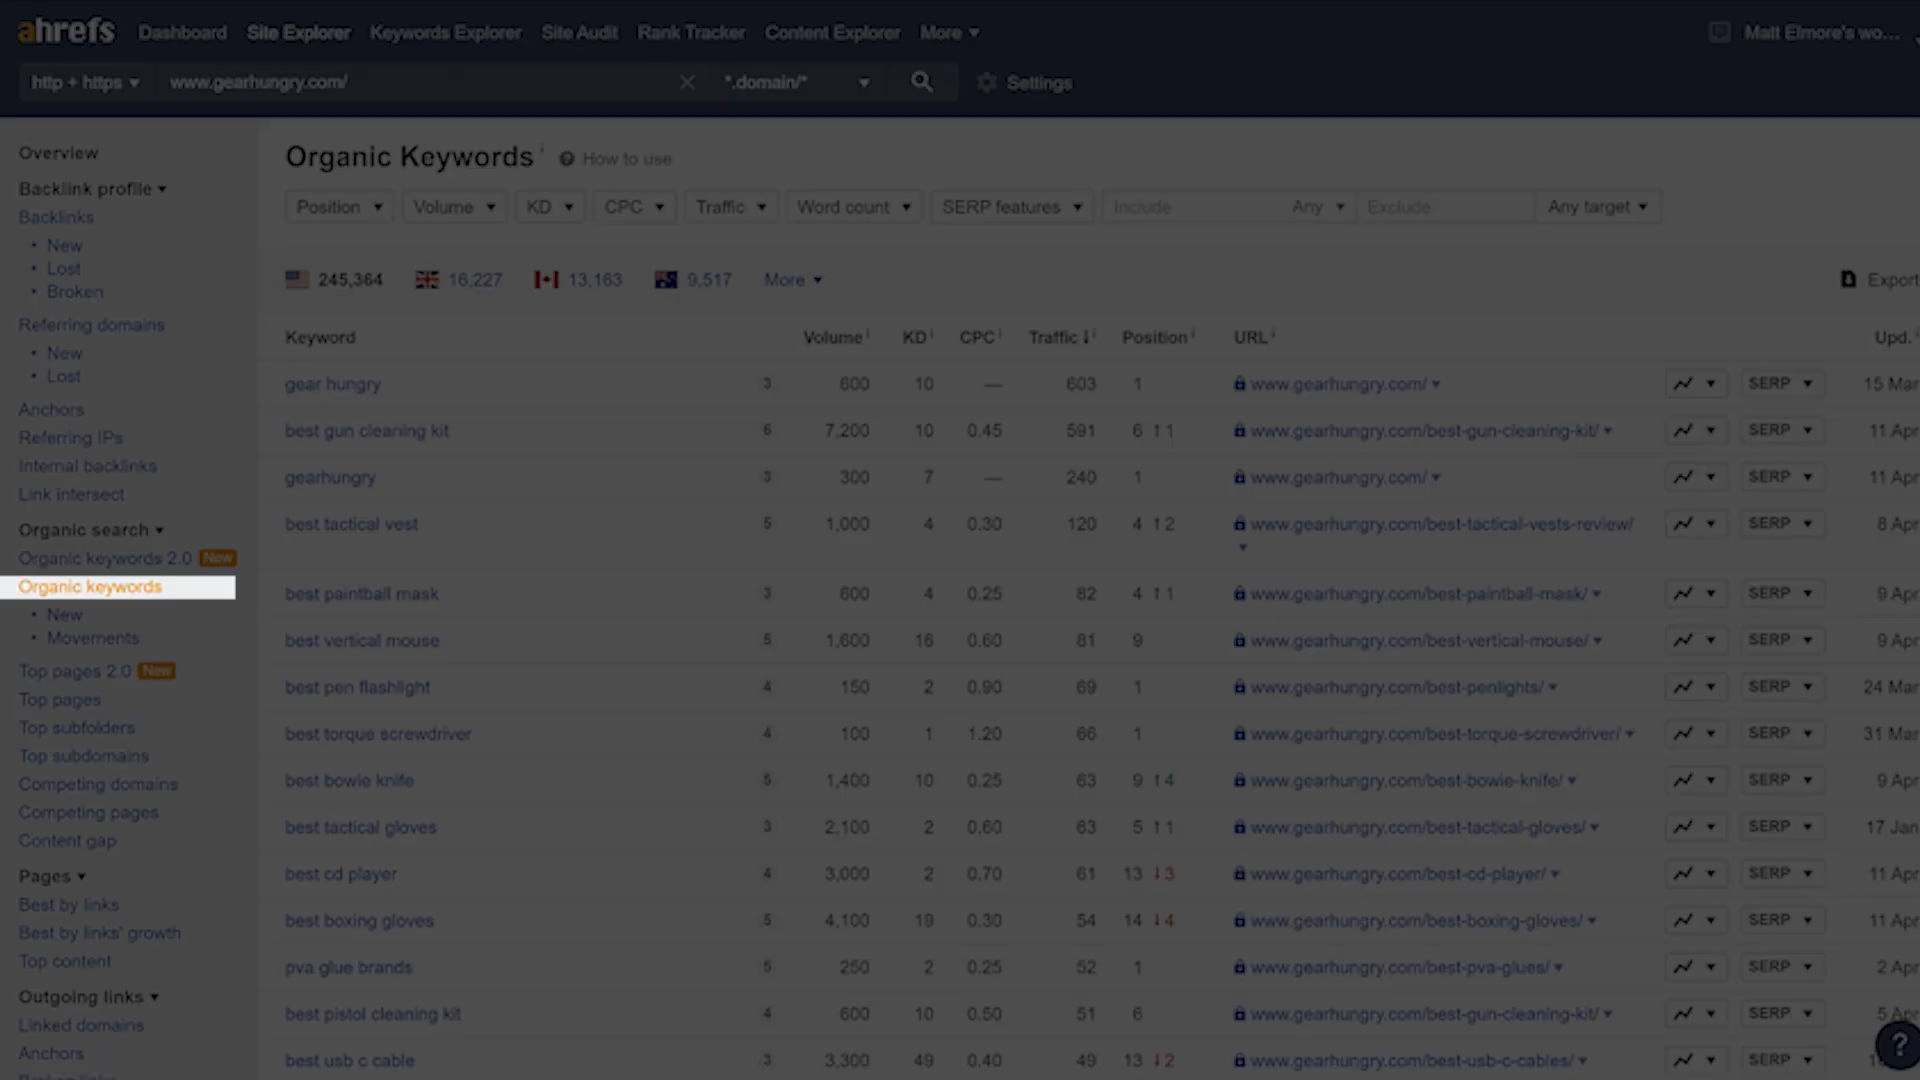 ahrefs Dashboard Site Explorer Keywords Explorer Site Audit Rank Tracker Content Explorer More Matt Elmore's wo...
http + https www.gearhungry.com/ *.domain/* Settings
Overview
Backlink profile
Backlinks
• New
• Lost
• Broken
Referring domains
• New
• Lost
Anchors
Referring IPs
Internal backlinks
Link intersect
Organic search
Organic keywords 2.0 New
Organic keywords
• New
• Movements
Top pages 2.0 New
Top pages
Top subfolders
Top subdomains
Competing domains
Competing pages
Content gap
Pages
Best by links
Best by links' growth
Top content
Outgoing links
Linked domains
Anchors
Organic Keywords i ? How to use
Position Volume KD CPC Traffic Word count SERP features Include Any Exclude Any target
245,364 16,227 13,163 9,517 More Export
Keyword Volume i KD i CPC i Traffic ↓ i Position i URL i Upd. i
gear hungry 3 600 10 — 603 1 www.gearhungry.com/ SERP 15 Mar
best gun cleaning kit 6 7,200 10 0.45 591 6 ↑1 www.gearhungry.com/best-gun-cleaning-kit/ SERP 11 Apr
gearhungry 3 300 7 — 240 1 www.gearhungry.com/ SERP 11 Apr
best tactical vest 5 1,000 4 0.30 120 4 ↑2 www.gearhungry.com/best-tactical-vests-review/ SERP 8 Apr
best paintball mask 3 600 4 0.25 82 4 ↑1 www.gearhungry.com/best-paintball-mask/ SERP 9 Apr
best vertical mouse 5 1,600 16 0.60 81 9 www.gearhungry.com/best-vertical-mouse/ SERP 9 Apr
best pen flashlight 4 150 2 0.90 69 1 www.gearhungry.com/best-penlights/ SERP 24 Mar
best torque screwdriver 4 100 1 1.20 66 1 www.gearhungry.com/best-torque-screwdriver/ SERP 31 Mar
best bowie knife 5 1,400 10 0.25 63 9 ↑4 www.gearhungry.com/best-bowie-knife/ SERP 9 Apr
best tactical gloves 3 2,100 2 0.60 63 5 ↑1 www.gearhungry.com/best-tactical-gloves/ SERP 17 Jan
best cd player 4 3,000 2 0.70 61 13 ↓3 www.gearhungry.com/best-cd-player/ SERP 11 Apr
best boxing gloves 5 4,100 19 0.30 54 14 ↓4 www.gearhungry.com/best-boxing-gloves/ SERP 11 Apr
pva glue brands 5 250 2 0.25 52 1 www.gearhungry.com/best-pva-glues/ SERP 2 Apr
best pistol cleaning kit 4 600 10 0.50 51 6 www.gearhungry.com/best-gun-cleaning-kit/ SERP 5 Apr
best usb c cable 3 3,300 49 0.40 49 13 ↓2 www.gearhungry.com/best-usb-c-cables/ SERP
?